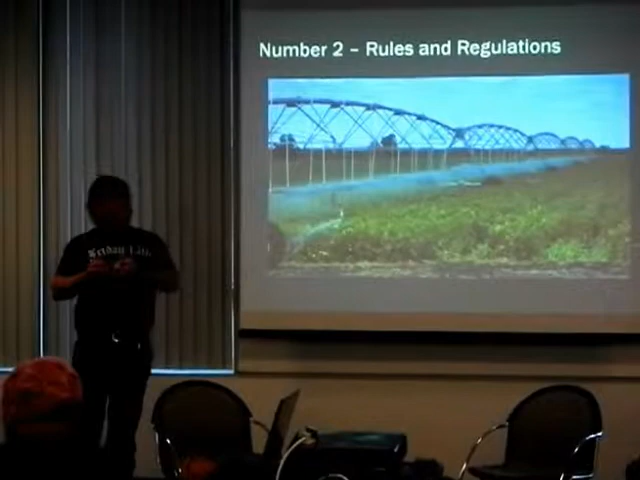 Number 2 – Rules and Regulations